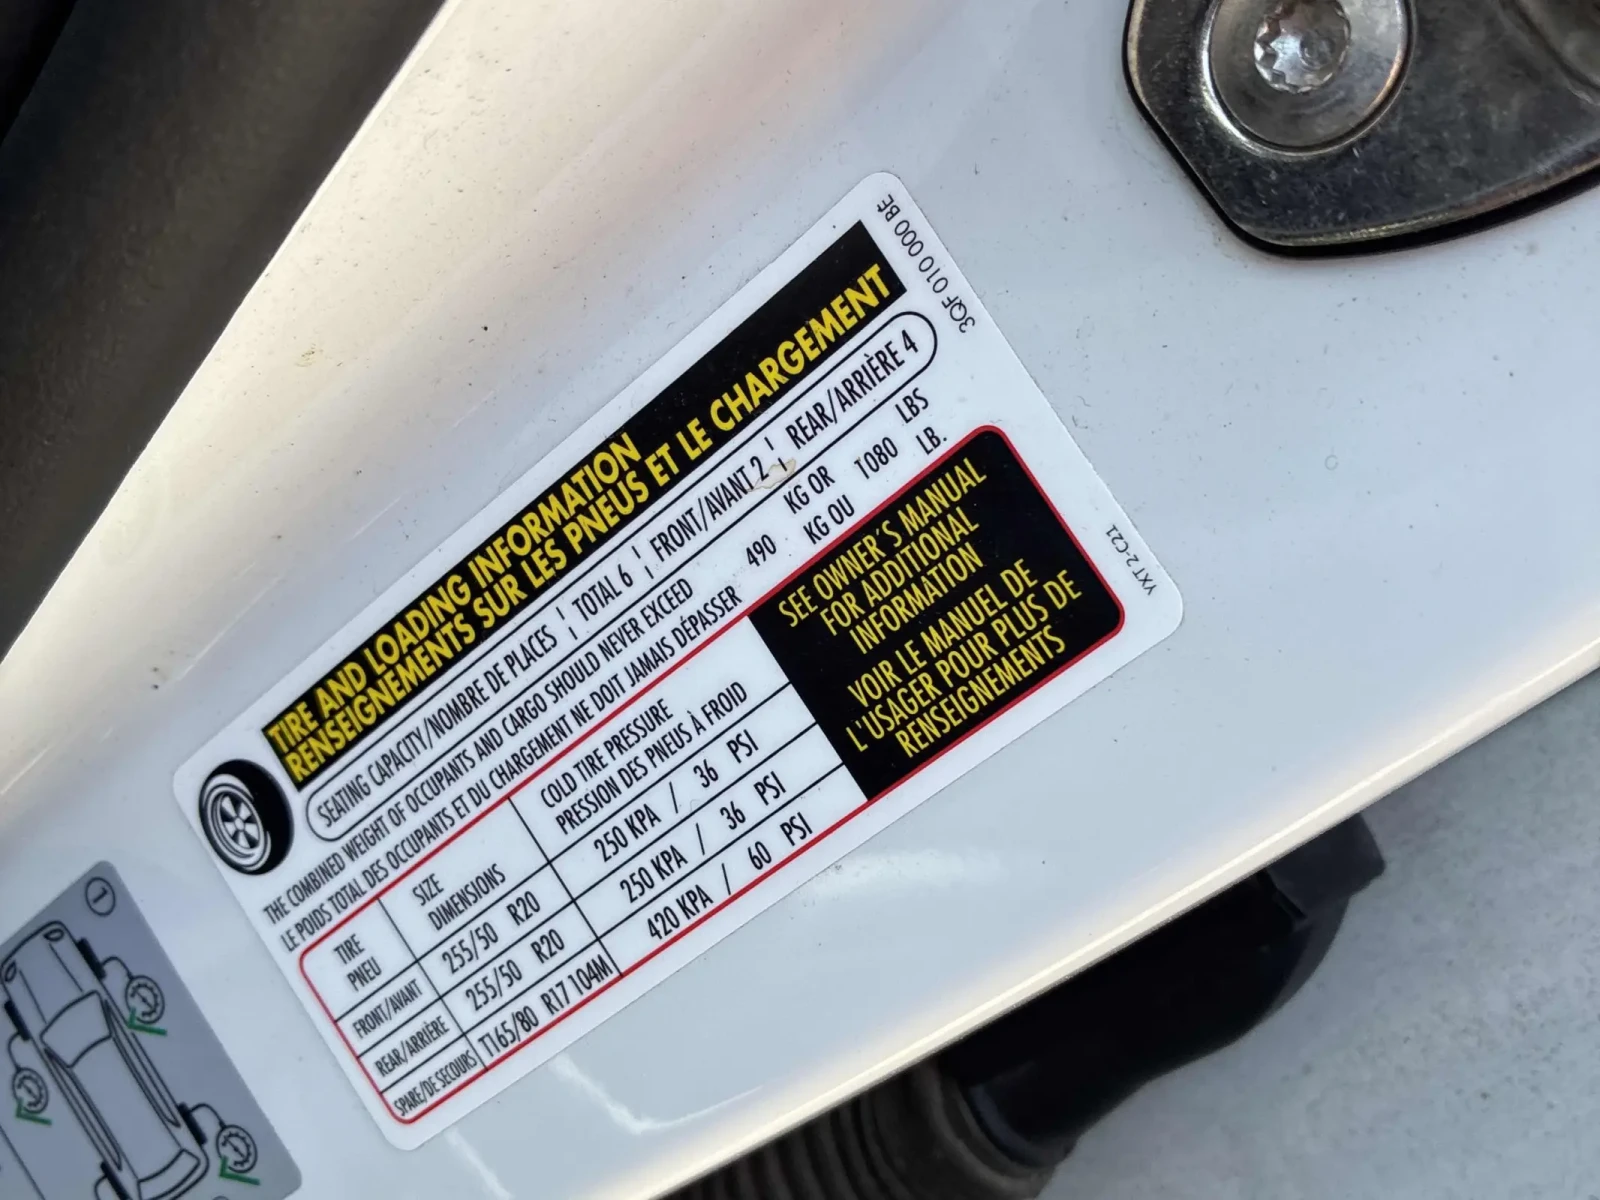 3QF 010 000 BE
TIRE AND LOADING INFORMATION
RENSEIGNEMENTS SUR LES PNEUS ET LE CHARGEMENT
SEATING CAPACITY/NOMBRE DE PLACES ¦ TOTAL 6 ¦ FRONT/AVANT 2 ¦ REAR/ARRIÈRE 4
THE COMBINED WEIGHT OF OCCUPANTS AND CARGO SHOULD NEVER EXCEED 490 KG OR 1080 LBS
LE POIDS TOTAL DES OCCUPANTS ET DU CHARGEMENT NE DOIT JAMAIS DÉPASSER KG OU LB.
TIRE SIZE COLD TIRE PRESSURE
PNEU DIMENSIONS PRESSION DES PNEUS À FROID
FRONT/AVANT 255/50 R20 250 KPA / 36 PSI
REAR/ARRIÈRE 255/50 R20 250 KPA / 36 PSI
SPARE/DE SECOURS T165/80 R17 104M 420 KPA / 60 PSI
SEE OWNER'S MANUAL
FOR ADDITIONAL
INFORMATION
VOIR LE MANUEL DE
L'USAGER POUR PLUS DE
RENSEIGNEMENTS
YXT 2-C21